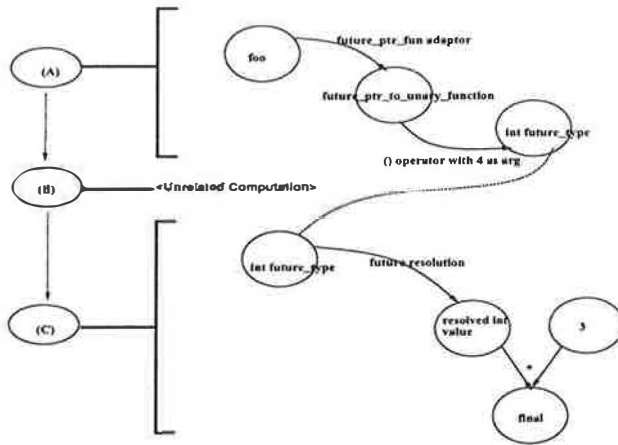 (A)
foo
future_ptr_fun adaptor
future_ptr_to_unary_function
int future_type
() operator with 4 as arg
(B)
<Unrelated Computation>
int future_type
future resolution
(C)
resolved int
value
3
*
final